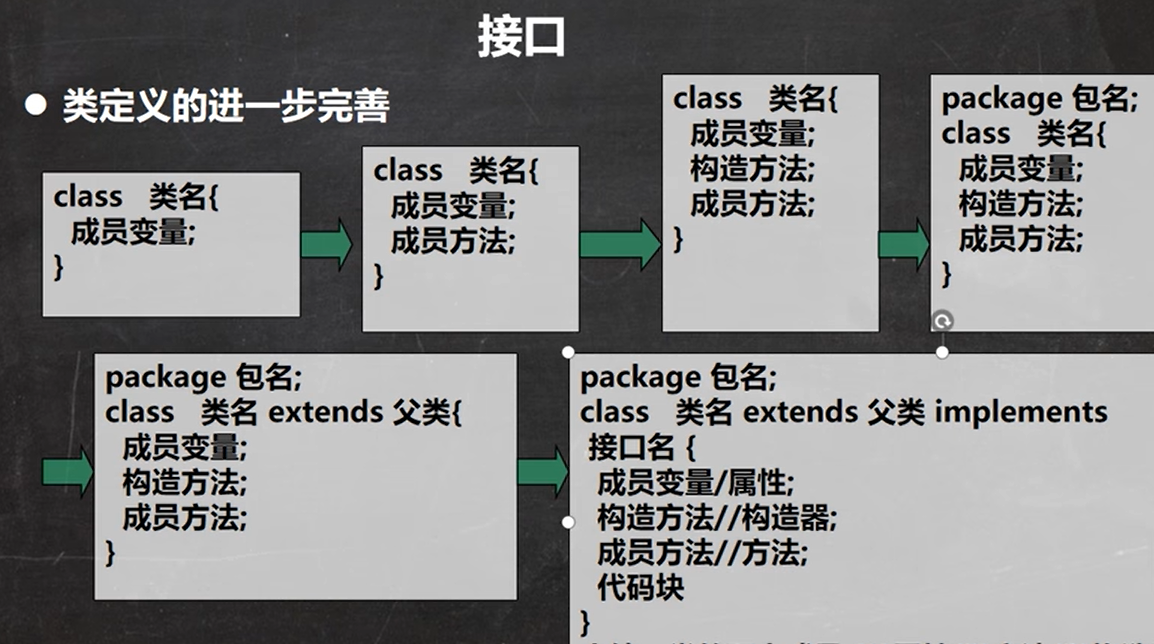 接口
● 类定义的进一步完善
class 类名{
成员变量;
}
class 类名{
成员变量;
成员方法;
}
class 类名{
成员变量;
构造方法;
成员方法;
}
package 包名;
class 类名{
成员变量;
构造方法;
成员方法;
}
package 包名;
class 类名 extends 父类{
成员变量;
构造方法;
成员方法;
}
package 包名;
class 类名 extends 父类 implements
接口名 {
成员变量/属性;
构造方法//构造器;
成员方法//方法;
代码块
}